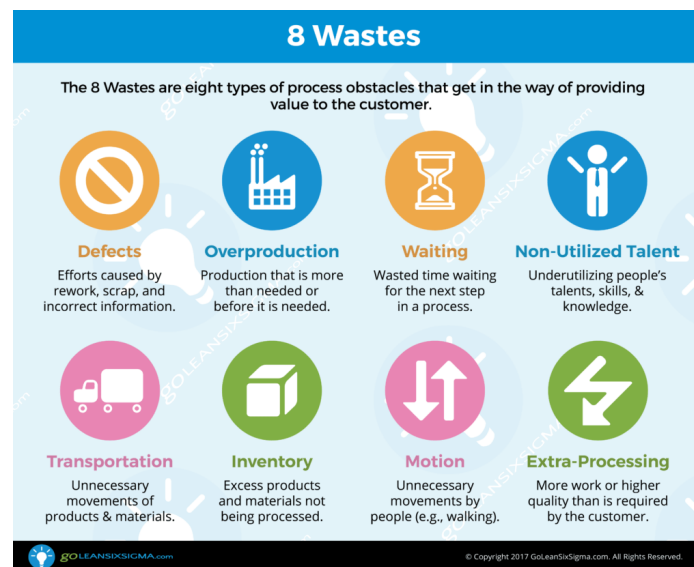 8 Wastes
The 8 Wastes are eight types of process obstacles that get in the way of providing
value to the customer.
Defects
Efforts caused by
rework, scrap, and
incorrect information.
Overproduction
Production that is more
than needed or
before it is needed.
Waiting
Wasted time waiting
for the next step
in a process.
Non-Utilized Talent
Underutilizing people's
talents, skills, &
knowledge.
Transportation
Unnecessary
movements of
products & materials.
Inventory
Excess products
and materials not
being processed.
Motion
Unnecessary
movements by
people (e.g., walking).
Extra-Processing
More work or higher
quality than is required
by the customer.
goLEANSIXSIGMA.com
© Copyright 2017 GoLeanSixSigma.com. All Rights Reserved.